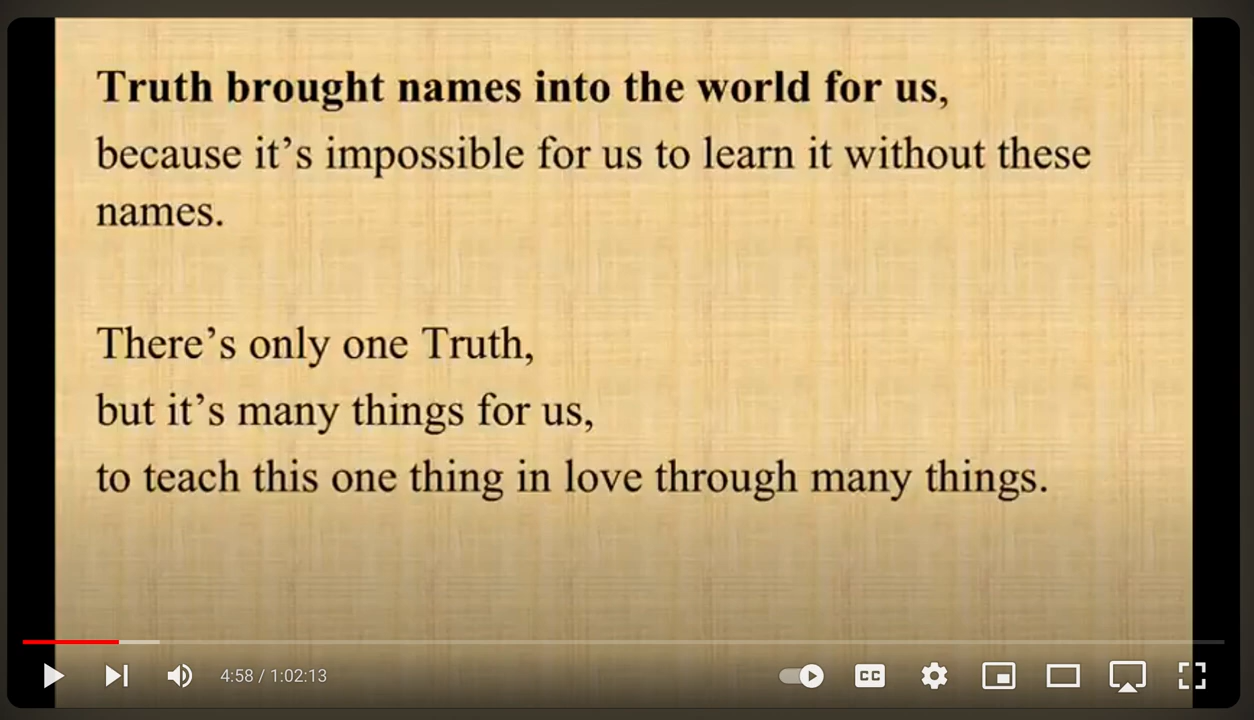 Truth brought names into the world for us,
because it’s impossible for us to learn it without these
names.
There’s only one Truth,
but it’s many things for us,
to teach this one thing in love through many things.
4:58 / 1:02:13
CC